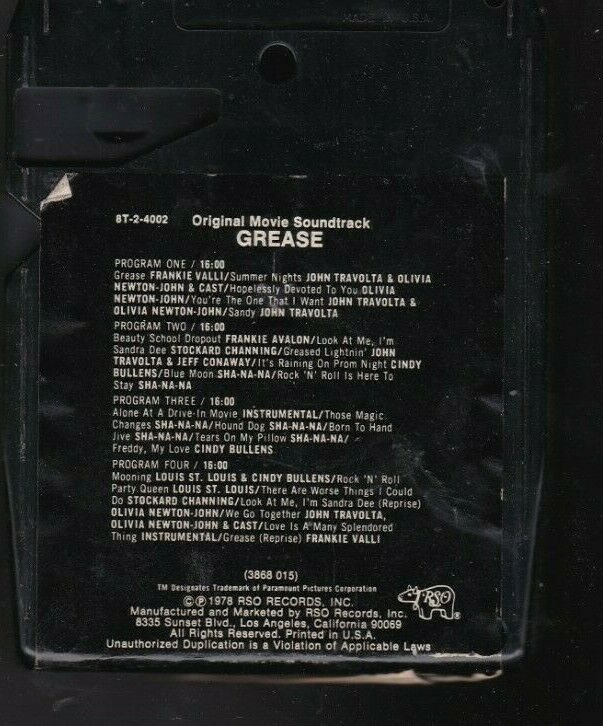 MADE IN U.S.A.
8T-2-4002 Original Movie Soundtrack
GREASE
PROGRAM ONE / 16:00
Grease FRANKIE VALLI/Summer Nights JOHN TRAVOLTA & OLIVIA
NEWTON-JOHN & CAST/Hopelessly Devoted To You OLIVIA
NEWTON-JOHN/You're The One That I Want JOHN TRAVOLTA &
OLIVIA NEWTON-JOHN/Sandy JOHN TRAVOLTA
PROGRAM TWO / 16:00
Beauty School Dropout FRANKIE AVALON/Look At Me, I'm
Sandra Dee STOCKARD CHANNING/Greased Lightnin' JOHN
TRAVOLTA & JEFF CONAWAY/It's Raining On Prom Night CINDY
BULLENS/Blue Moon SHA-NA-NA/Rock 'N' Roll Is Here To
Stay SHA-NA-NA
PROGRAM THREE / 16:00
Alone At A Drive-In Movie INSTRUMENTAL/Those Magic
Changes SHA-NA-NA/Hound Dog SHA-NA-NA/Born To Hand
Jive SHA-NA-NA/Tears On My Pillow SHA-NA-NA/
Freddy, My Love CINDY BULLENS
PROGRAM FOUR / 16:00
Mooning LOUIS ST. LOUIS & CINDY BULLENS/Rock 'N' Roll
Party Queen LOUIS ST. LOUIS/There Are Worse Things I Could
Do STOCKARD CHANNING/Look At Me, I'm Sandra Dee (Reprise)
OLIVIA NEWTON-JOHN/We Go Together JOHN TRAVOLTA,
OLIVIA NEWTON-JOHN & CAST/Love Is A Many Splendored
Thing INSTRUMENTAL/Grease (Reprise) FRANKIE VALLI
(3868 015)
TM Designates Trademark of Paramount Pictures Corporation
©℗1978 RSO RECORDS, INC.
Manufactured and Marketed by RSO Records, Inc.
8335 Sunset Blvd., Los Angeles, California 90069
All Rights Reserved. Printed in U.S.A.
Unauthorized Duplication is a Violation of Applicable Laws
RSO